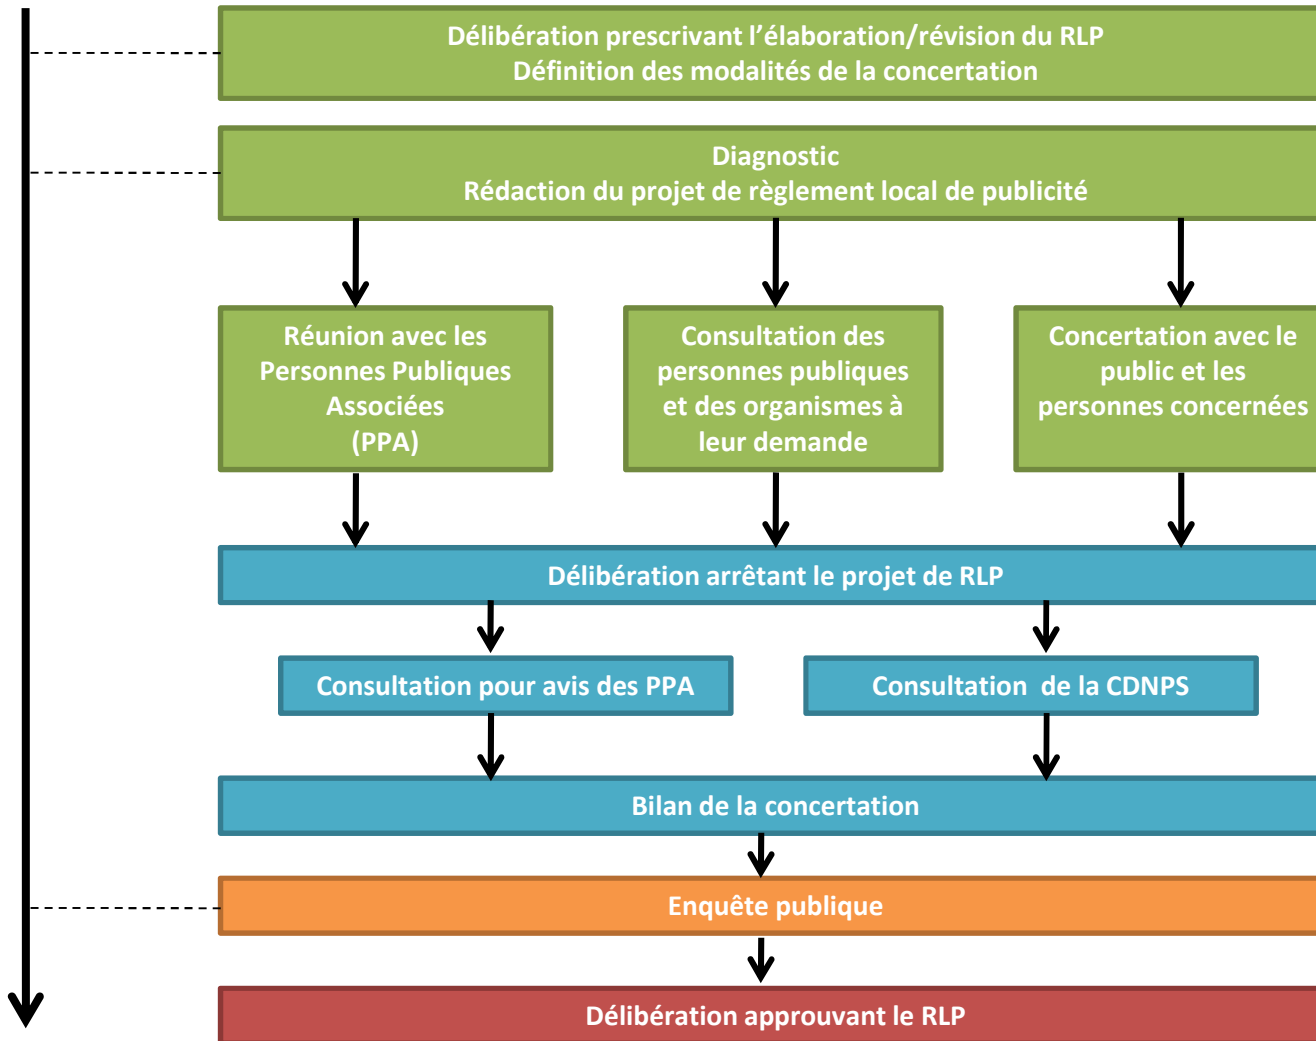 Délibération prescrivant l’élaboration/révision du RLP
Définition des modalités de la concertation
Diagnostic
Rédaction du projet de règlement local de publicité
Réunion avec les
Personnes Publiques
Associées
(PPA)
Consultation des
personnes publiques
et des organismes à
leur demande
Concertation avec le
public et les
personnes concernées
Délibération arrêtant le projet de RLP
Consultation pour avis des PPA
Consultation de la CDNPS
Bilan de la concertation
Enquête publique
Délibération approuvant le RLP